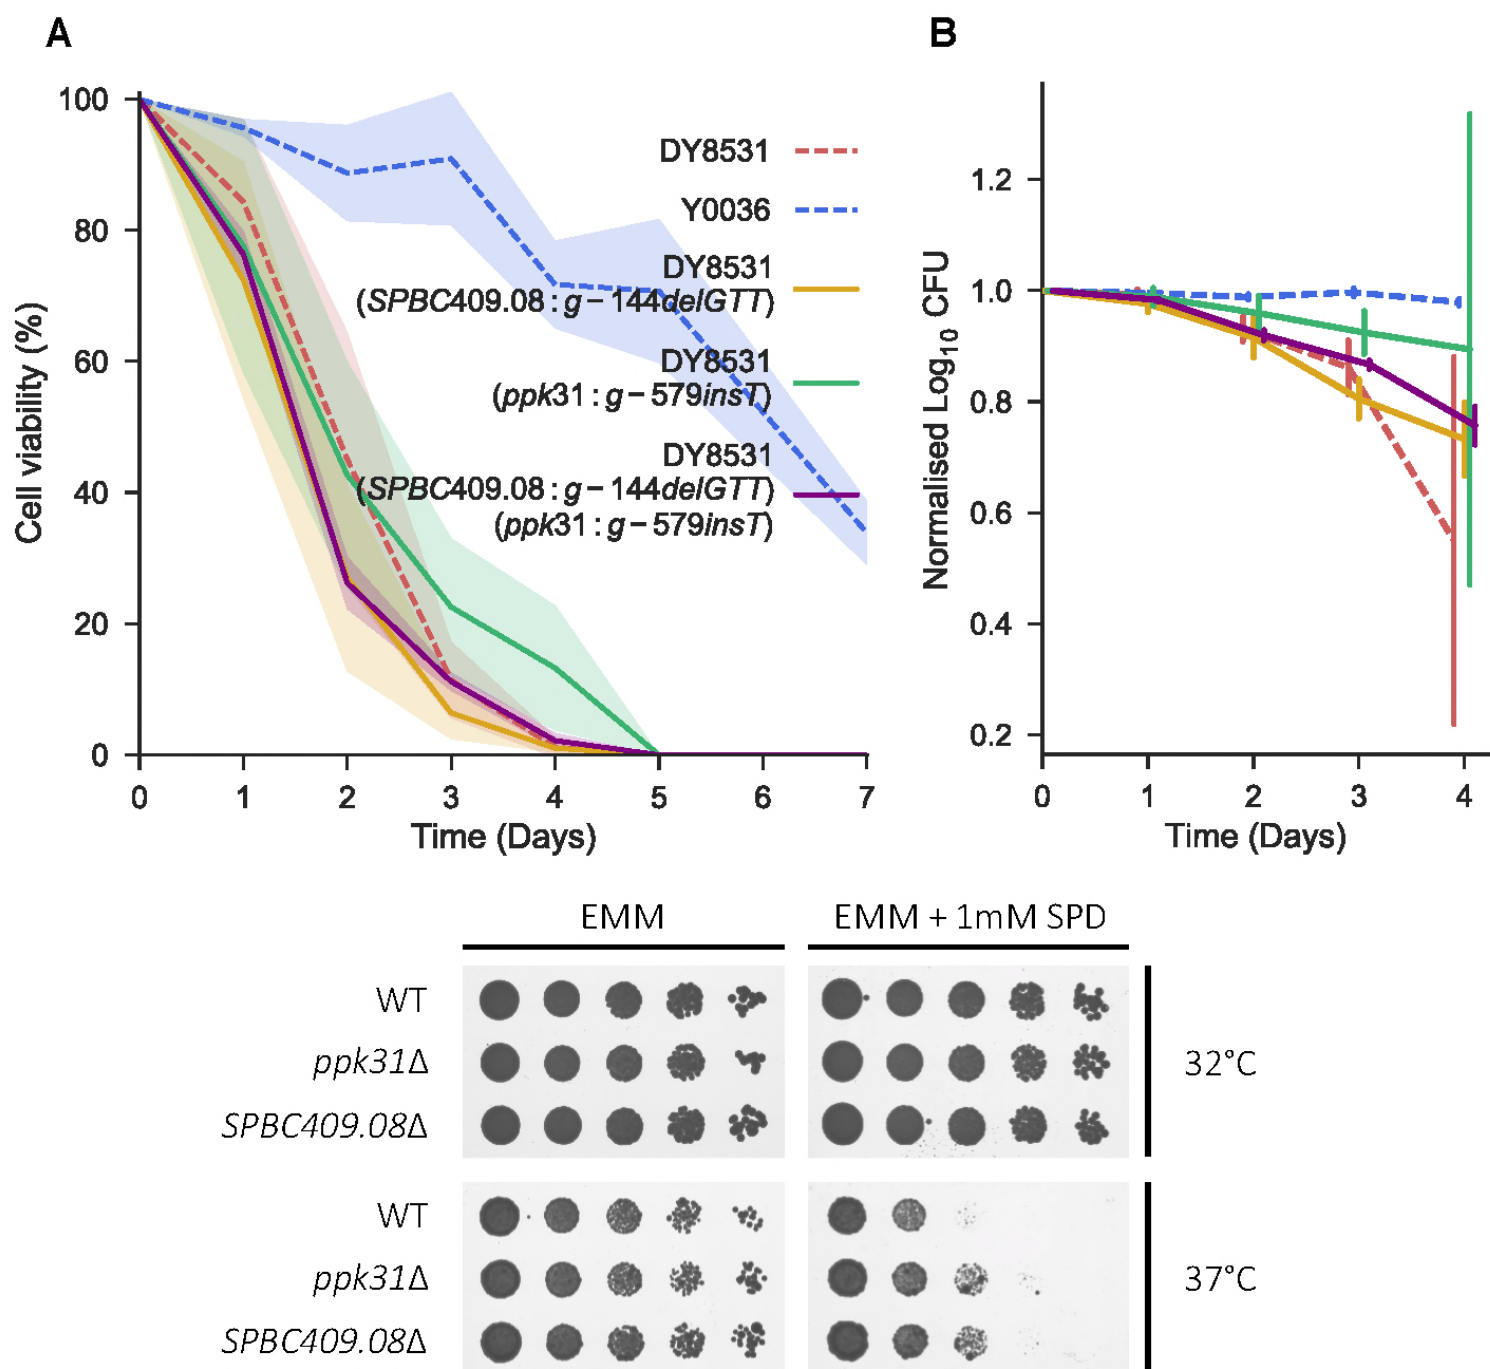 A
B
100
80
60
40
20
0
Cell viability (%)
0 1 2 3 4 5 6 7
Time (Days)
DY8531
Y0036
DY8531
(SPBC409.08:g−144delGTT)
DY8531
(ppk31:g−579insT)
DY8531
(SPBC409.08:g−144delGTT)
(ppk31:g−579insT)
1.2
1.0
0.8
0.6
0.4
0.2
Normalised Log10 CFU
0 1 2 3 4
Time (Days)
EMM
EMM + 1mM SPD
WT
ppk31Δ
SPBC409.08Δ
32°C
WT
ppk31Δ
SPBC409.08Δ
37°C